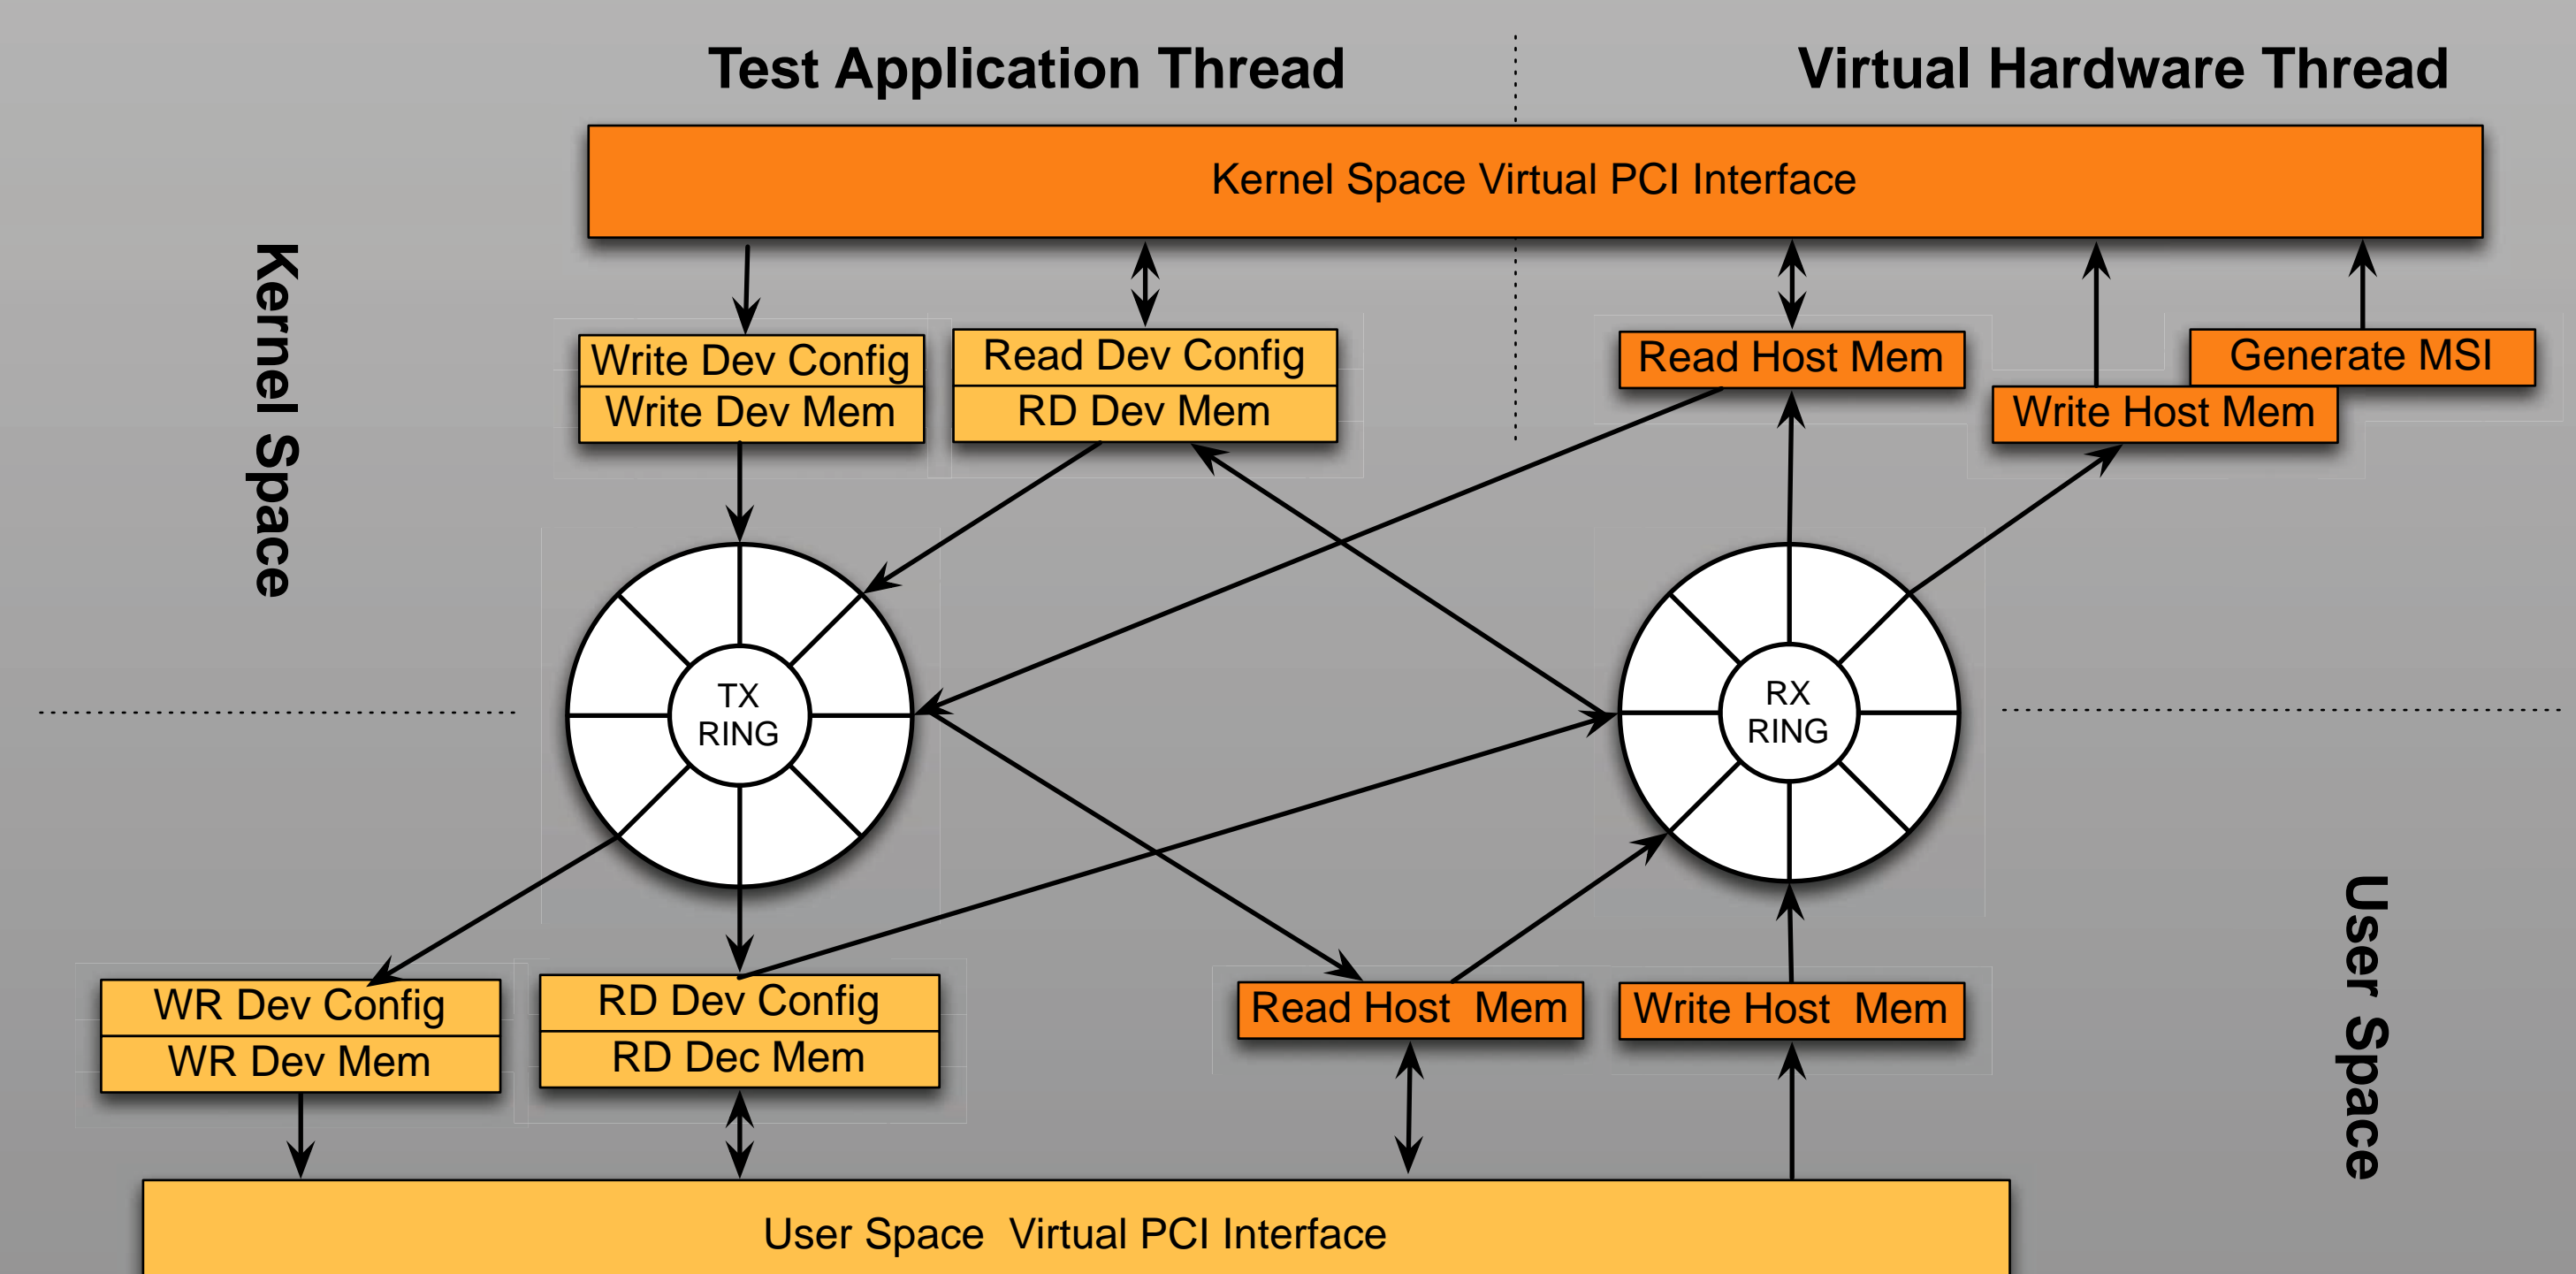 Test Application Thread
Virtual Hardware Thread
Kernel Space Virtual PCI Interface
Kernel Space
Write Dev Config
Write Dev Mem
Read Dev Config
RD Dev Mem
Read Host Mem
Generate MSI
Write Host Mem
TX
RING
RX
RING
User Space
WR Dev Config
WR Dev Mem
RD Dev Config
RD Dec Mem
Read Host  Mem
Write Host  Mem
User Space  Virtual PCI Interface